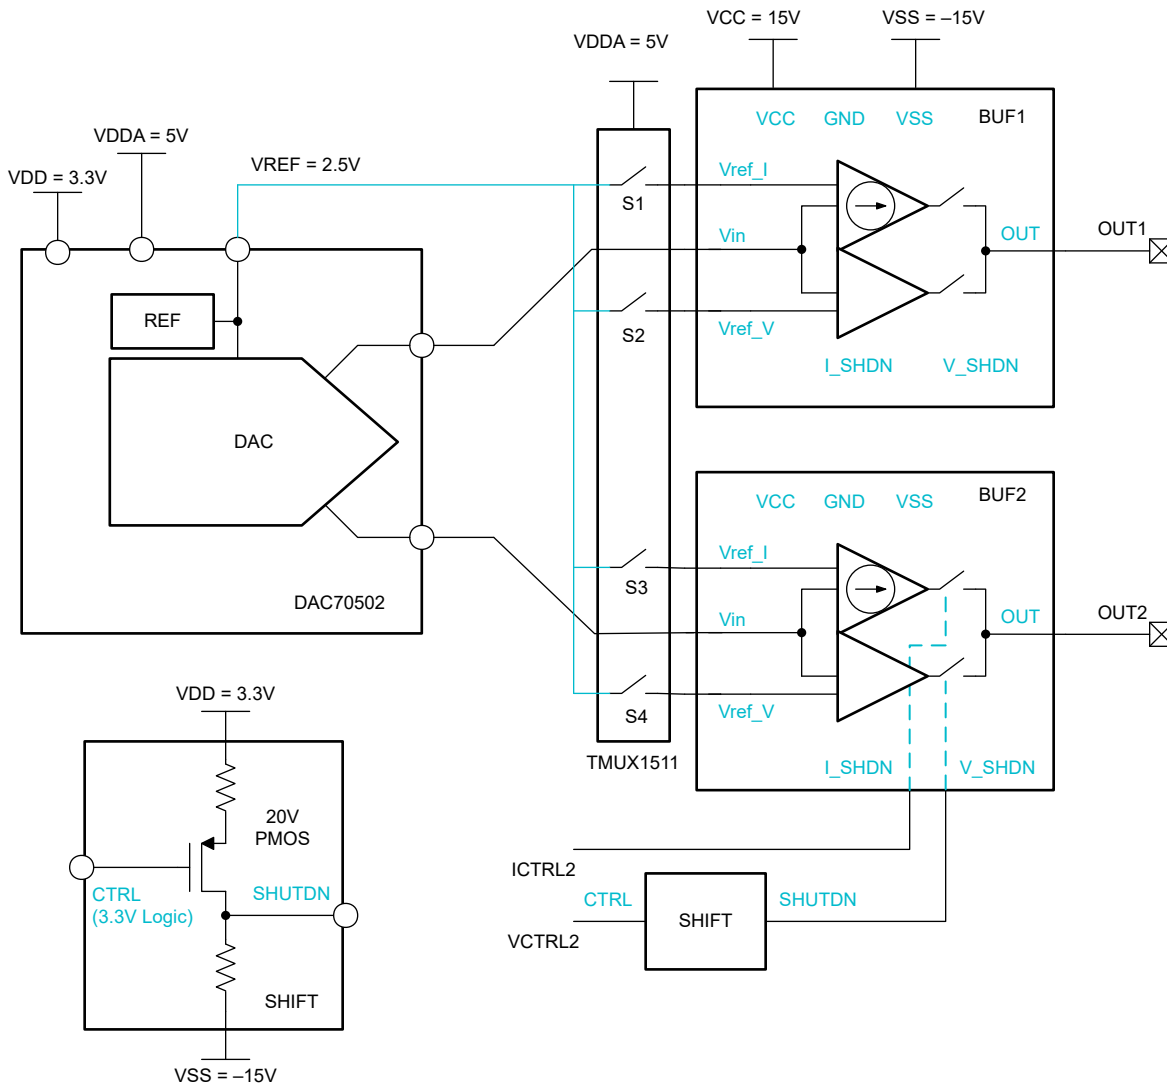 VCC = 15V
VSS = –15V
VDDA = 5V
VCC
GND
VSS
BUF1
VDDA = 5V
VREF = 2.5V
VDD = 3.3V
Vref_I
S1
Vin
OUT
OUT1
REF
S2
Vref_V
I_SHDN
V_SHDN
DAC
VCC
GND
VSS
BUF2
Vref_I
S3
DAC70502
Vin
OUT
OUT2
VDD = 3.3V
S4
Vref_V
TMUX1511
I_SHDN
V_SHDN
20V
PMOS
ICTRL2
CTRL
(3.3V Logic)
SHUTDN
CTRL
SHIFT
SHUTDN
VCTRL2
SHIFT
VSS = –15V